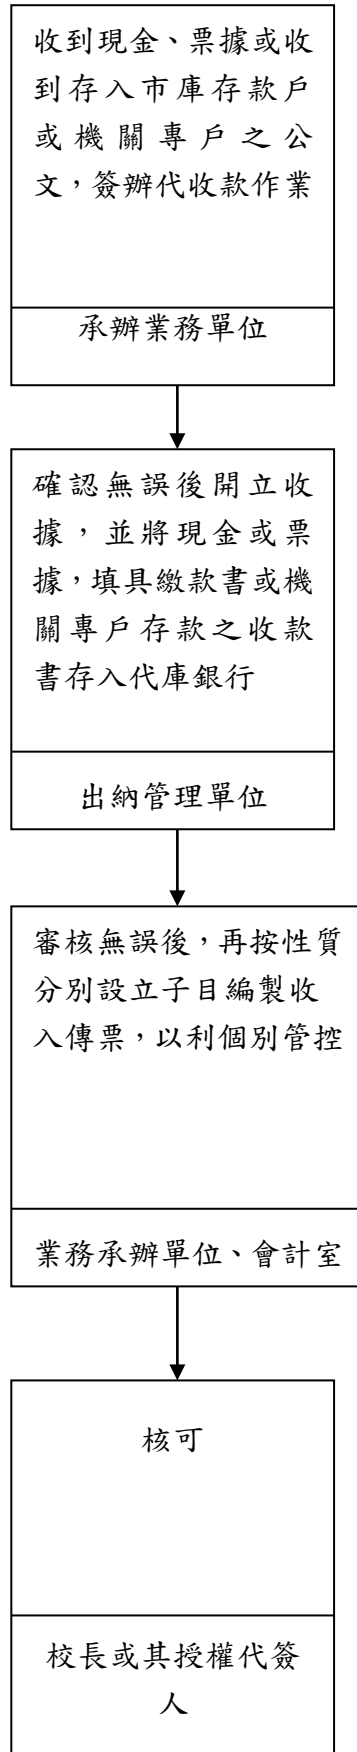 收到現金、票據或收
到存入市庫存款戶
或機關專戶之公
文，簽辦代收款作業
承辦業務單位
確認無誤後開立收
據，並將現金或票
據，填具繳款書或機
關專戶存款之收款
書存入代庫銀行
出納管理單位
審核無誤後，再按性質
分別設立子目編製收
入傳票，以利個別管控
業務承辦單位、會計室
核可
校長或其授權代簽
人